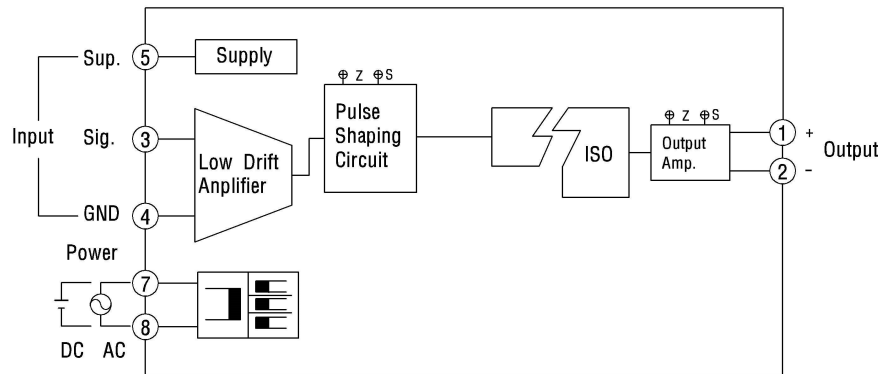 Sup. 5 Supply
Z S
Pulse
Shaping
Circuit
Input
Sig. 3
Low Drift
Anplifier
ISO
Z S
Output
Amp.
1 +
2 -
Output
GND 4
Power
7
8
DC AC